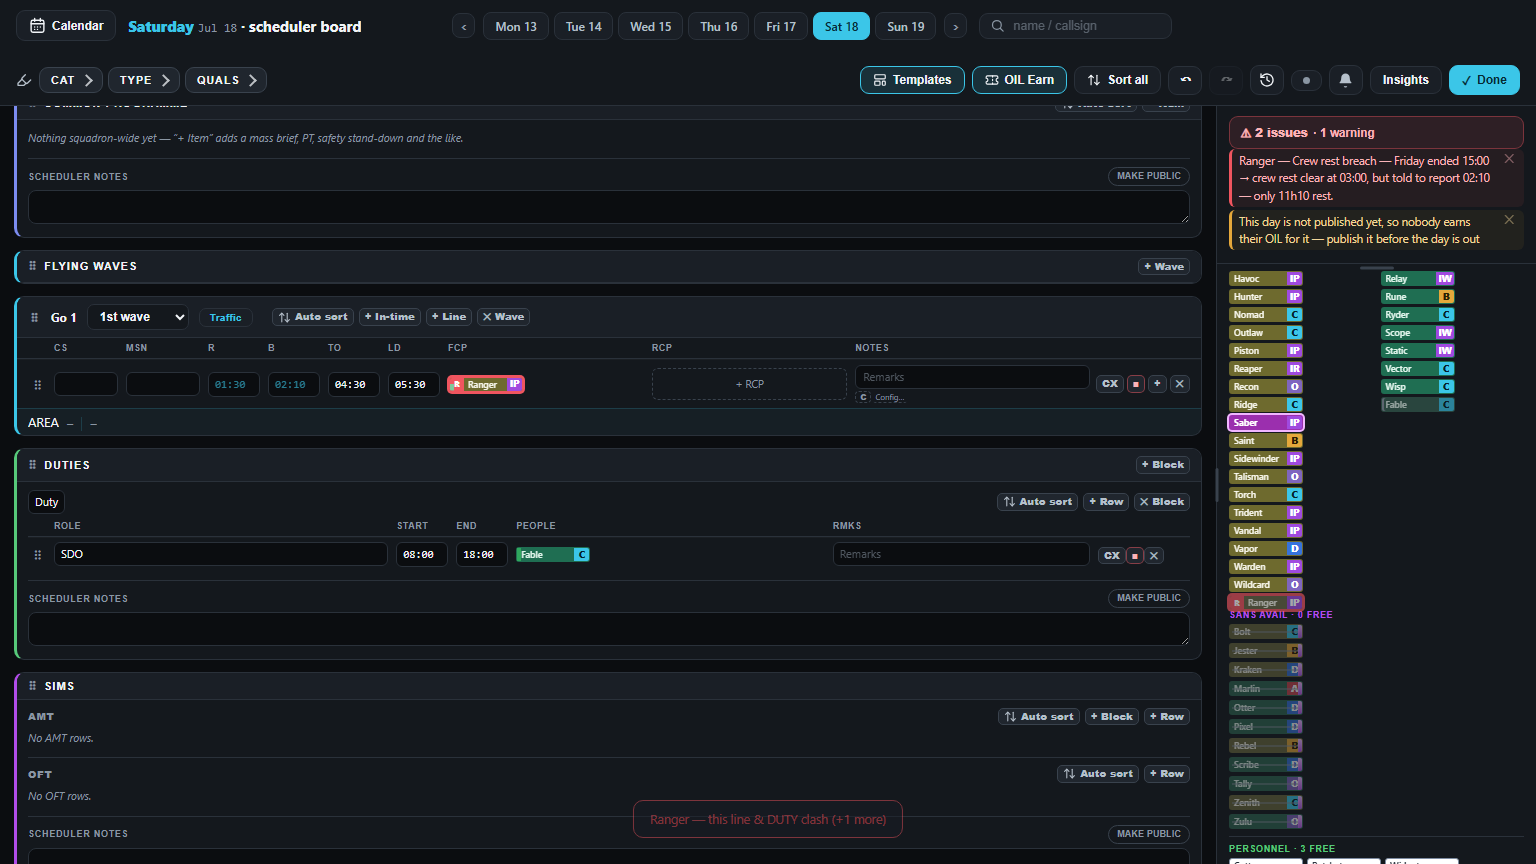 Calendar
Saturday Jul 18 · scheduler board
‹
Mon 13
Tue 14
Wed 15
Thu 16
Fri 17
Sat 18
Sun 19
›
name / callsign
CAT
TYPE
QUALS
Templates
OIL Earn
Sort all
Insights
✓ Done
Nothing squadron-wide yet — "+ Item" adds a mass brief, PT, safety stand-down and the like.
SCHEDULER NOTES
MAKE PUBLIC
FLYING WAVES
+ Wave
Go 1
1st wave
Traffic
Auto sort
+ In-time
+ Line
✕ Wave
CS
MSN
R
B
TO
LD
FCP
RCP
NOTES
01:30
02:10
04:30
05:30
R Ranger IP
+ RCP
Remarks
C Config...
CX
+
✕
AREA – –
DUTIES
+ Block
Duty
Auto sort
+ Row
✕ Block
ROLE
START
END
PEOPLE
RMKS
SDO
08:00
18:00
Fable C
Remarks
CX
✕
SCHEDULER NOTES
MAKE PUBLIC
SIMS
AMT
Auto sort
+ Block
+ Row
No AMT rows.
OFT
Auto sort
+ Row
No OFT rows.
Ranger — this line & DUTY clash (+1 more)
SCHEDULER NOTES
MAKE PUBLIC
⚠ 2 issues · 1 warning
Ranger — Crew rest breach — Friday ended 15:00
→ crew rest clear at 03:00, but told to report 02:10
— only 11h10 rest.
This day is not published yet, so nobody earns
their OIL for it — publish it before the day is out
Havoc IP
Hunter IP
Nomad C
Outlaw C
Piston IP
Reaper IR
Recon O
Ridge C
Saber IP
Saint B
Sidewinder IP
Talisman O
Torch C
Trident IP
Vandal IP
Vapor D
Warden IP
Wildcard O
R Ranger IP
Relay IW
Rune B
Ryder C
Scope IW
Static IW
Vector C
Wisp C
Fable C
SANS AVAIL · 0 FREE
Bolt C
Jester B
Kraken D
Marlin A
Otter D
Pixel D
Rebel B
Scribe D
Tally O
Zenith C
Zulu O
PERSONNEL · 3 FREE